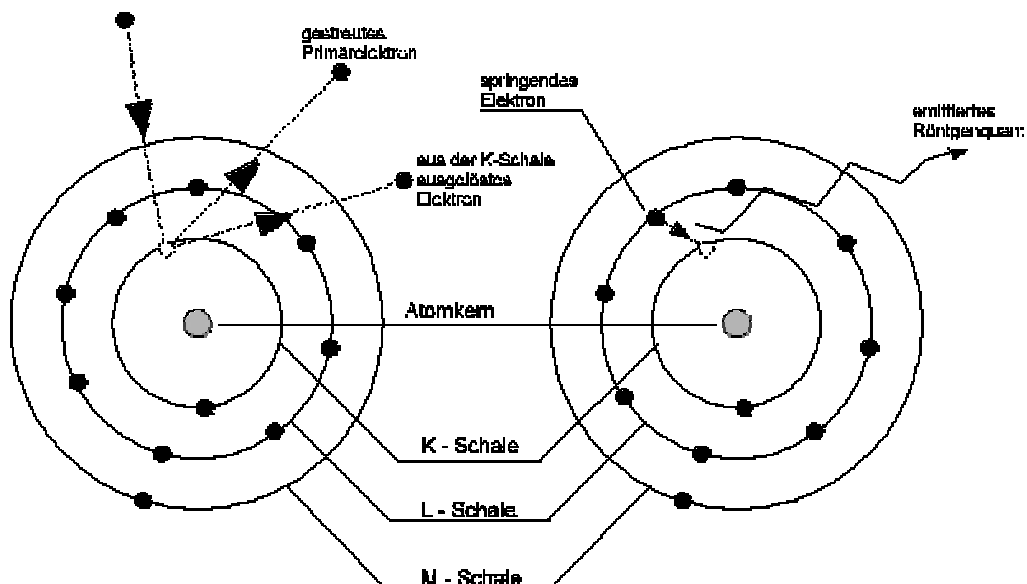 gestreutes
Primärelektron
springendes
Elektron
emittiertes
Röntgenquant
aus der K-Schale
ausgelöstes
Elektron
Atomkern
K - Schale
L - Schale
M - Schale